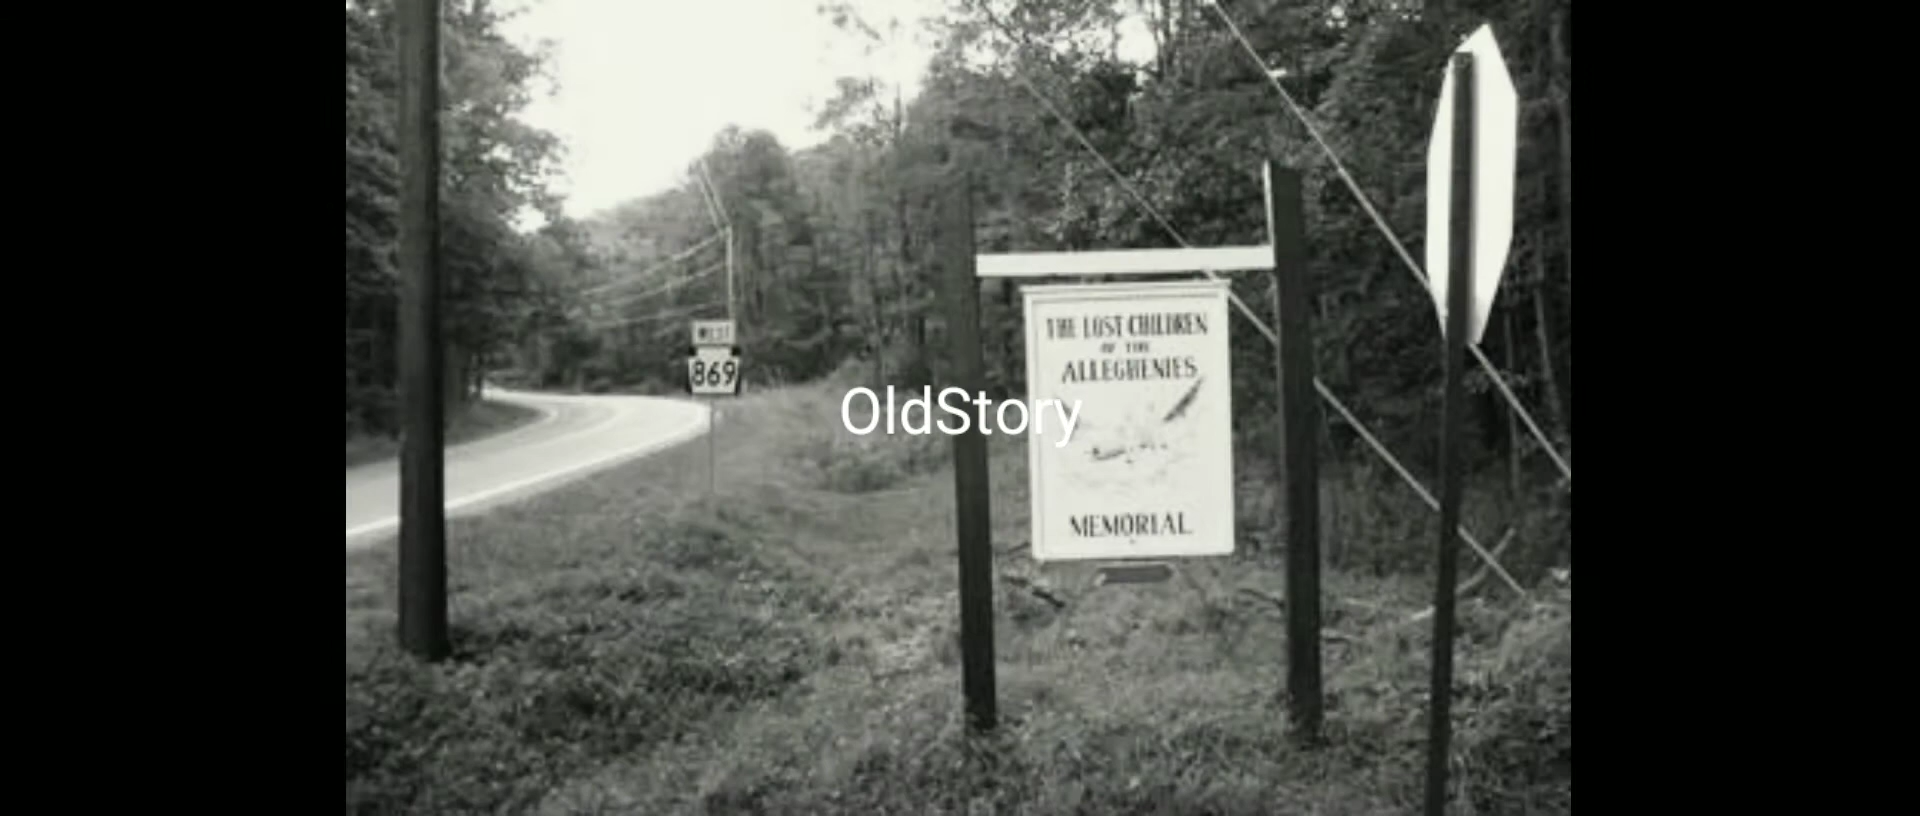 WEST
869
THE LOST CHILDREN
OF THE
ALLEGHENIES
MEMORIAL
OldStory